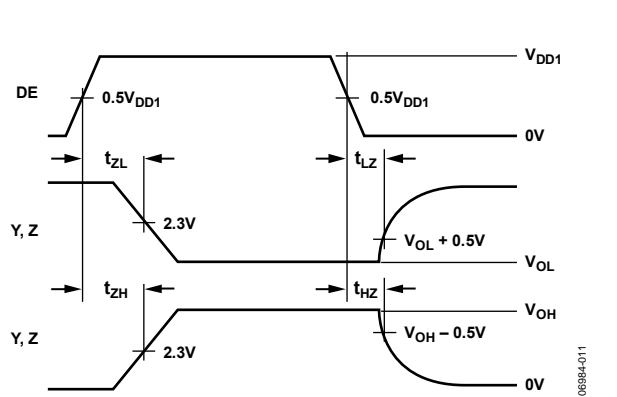 V_DD1
DE
0.5V_DD1
0.5V_DD1
0V
t_ZL
t_LZ
Y, Z
2.3V
V_OL + 0.5V
V_OL
t_ZH
t_HZ
V_OH
Y, Z
2.3V
V_OH – 0.5V
0V
06984-011